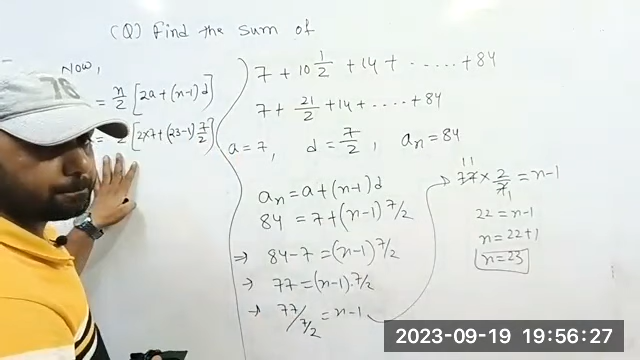 (Q) Find the sum of
7 + 10 1/2 + 14 + ...... + 84
7 + 21/2 + 14 + .... + 84
a = 7, d = 7/2, an = 84
an = a + (n-1)d
84 = 7 + (n-1) 7/2
⇒ 84 - 7 = (n-1) 7/2
⇒ 77 = (n-1) . 7/2
→ 77/7/2 = n-1
→ 77 11 × 2/7 1 = n-1
22 = n-1
n = 22+1
n = 23
Now,
= n/2 [2a + (n-1)d]
= /2 [2×7 + (23-1) 7/2]
76
2023-09-19 19:56:27